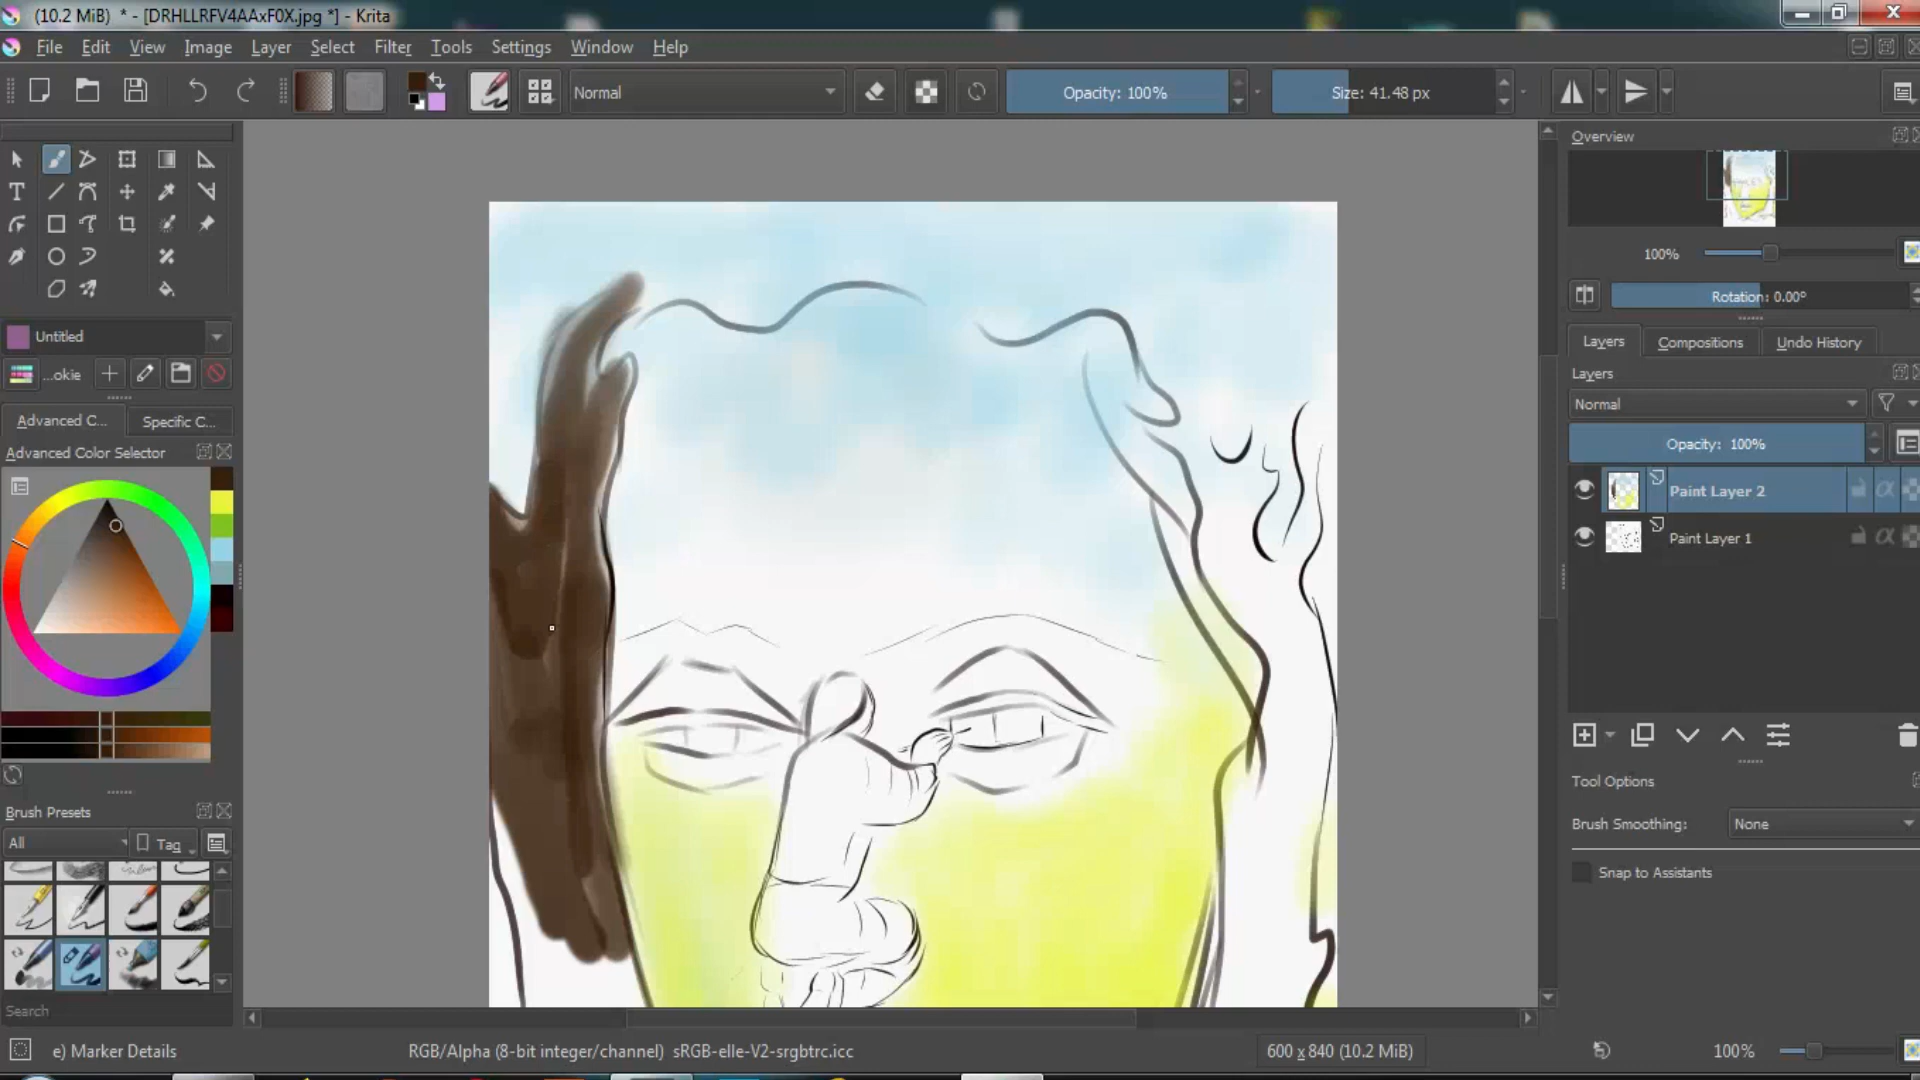 (10.2 MiB)  * - [DRHLLRFV4AAxF0X.jpg *] - Krita
File Edit View Image Layer Select Filter Tools Settings Window Help
Normal
Opacity: 100%
Size: 41.48 px
Overview
100%
Rotation: 0.00°
Untitled
...okie
Layers Compositions Undo History
Layers
Normal
Advanced C... Specific C...
Opacity: 100%
Advanced Color Selector
Paint Layer 2
Paint Layer 1
Tool Options
Brush Presets
Brush Smoothing: None
All
Tag
Snap to Assistants
Search
e) Marker Details
RGB/Alpha (8-bit integer/channel) sRGB-elle-V2-srgbtrc.icc
600 x 840 (10.2 MiB)
100%